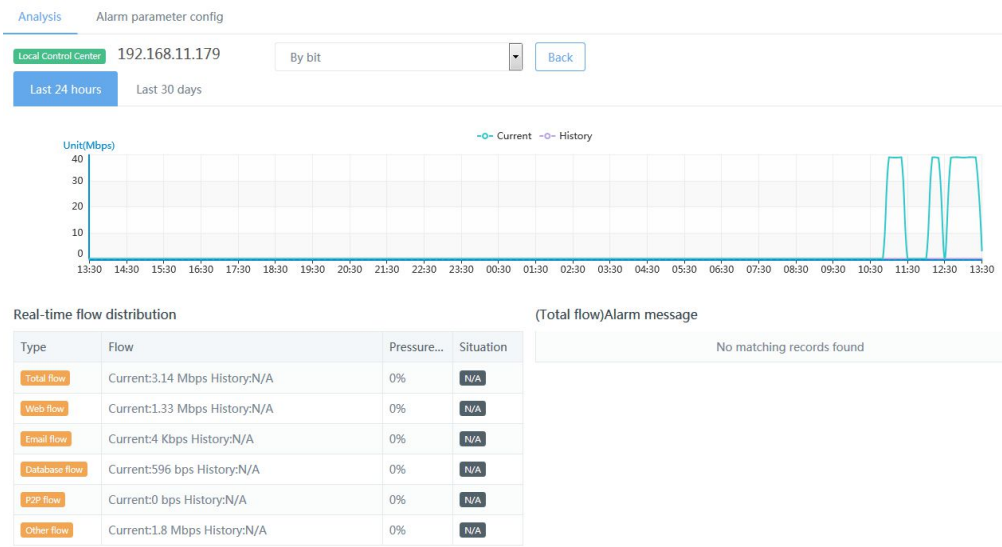 Analysis Alarm parameter config
Local Control Center 192.168.11.179 By bit Back
Last 24 hours Last 30 days
Current History
Unit(Mbps)
40
30
20
10
0
13:30 14:30 15:30 16:30 17:30 18:30 19:30 20:30 21:30 22:30 23:30 00:30 01:30 02:30 03:30 04:30 05:30 06:30 07:30 08:30 09:30 10:30 11:30 12:30 13:30
Real-time flow distribution (Total flow)Alarm message
Type Flow Pressure... Situation No matching records found
Total flow Current:3.14 Mbps History:N/A 0% N/A
Web flow Current:1.33 Mbps History:N/A 0% N/A
Email flow Current:4 Kbps History:N/A 0% N/A
Database flow Current:596 bps History:N/A 0% N/A
P2P flow Current:0 bps History:N/A 0% N/A
Other flow Current:1.8 Mbps History:N/A 0% N/A